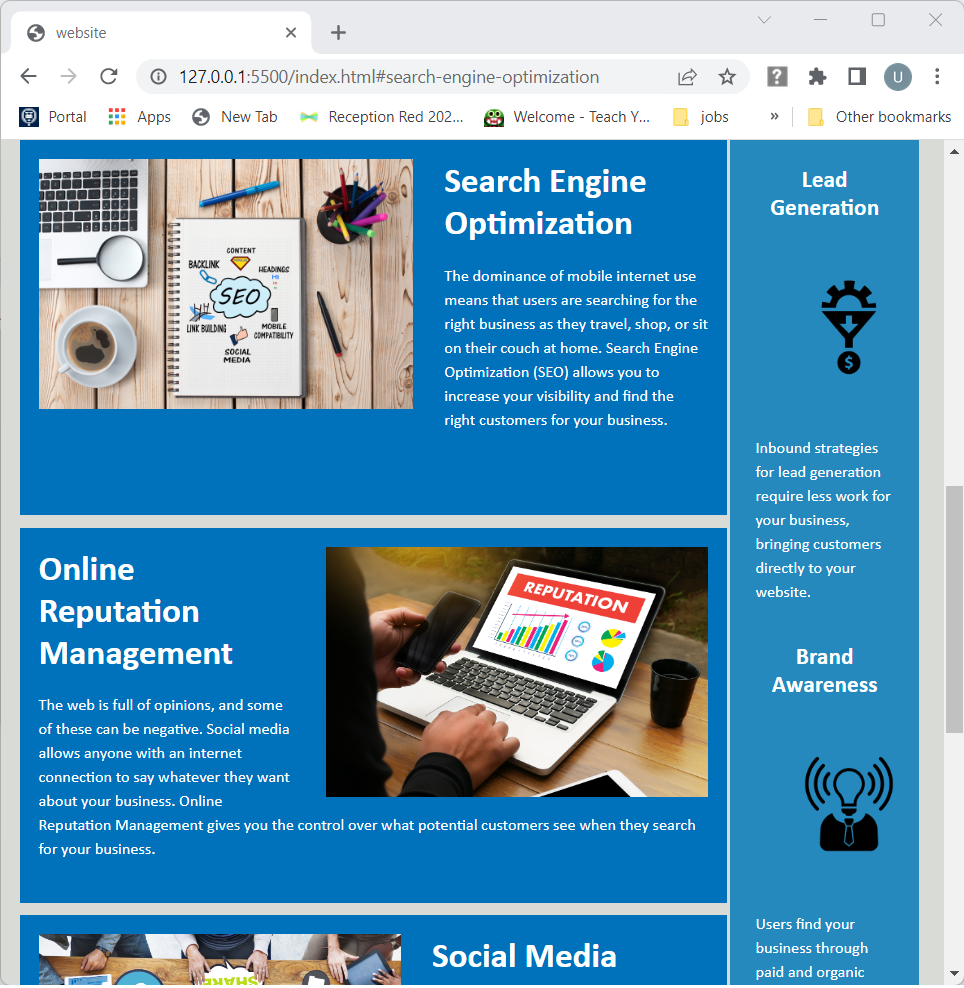 website
127.0.0.1:5500/index.html#search-engine-optimization
U
Portal
Apps
New Tab
Reception Red 202...
Welcome - Teach Y...
jobs
»
Other bookmarks
CONTENT
BACKLINK
HEADINGS
H1
SEO
LINK BUILDING
MOBILE
COMPATIBILITY
SOCIAL
MEDIA
Search Engine
Optimization
The dominance of mobile internet use
means that users are searching for the
right business as they travel, shop, or sit
on their couch at home. Search Engine
Optimization (SEO) allows you to
increase your visibility and find the
right customers for your business.
Online
Reputation
Management
The web is full of opinions, and some
of these can be negative. Social media
allows anyone with an internet
connection to say whatever they want
about your business. Online
Reputation Management gives you the control over what potential customers see when they search
for your business.
REPUTATION
SHARE
Social Media
Lead
Generation
$
Inbound strategies
for lead generation
require less work for
your business,
bringing customers
directly to your
website.
Brand
Awareness
Users find your
business through
paid and organic